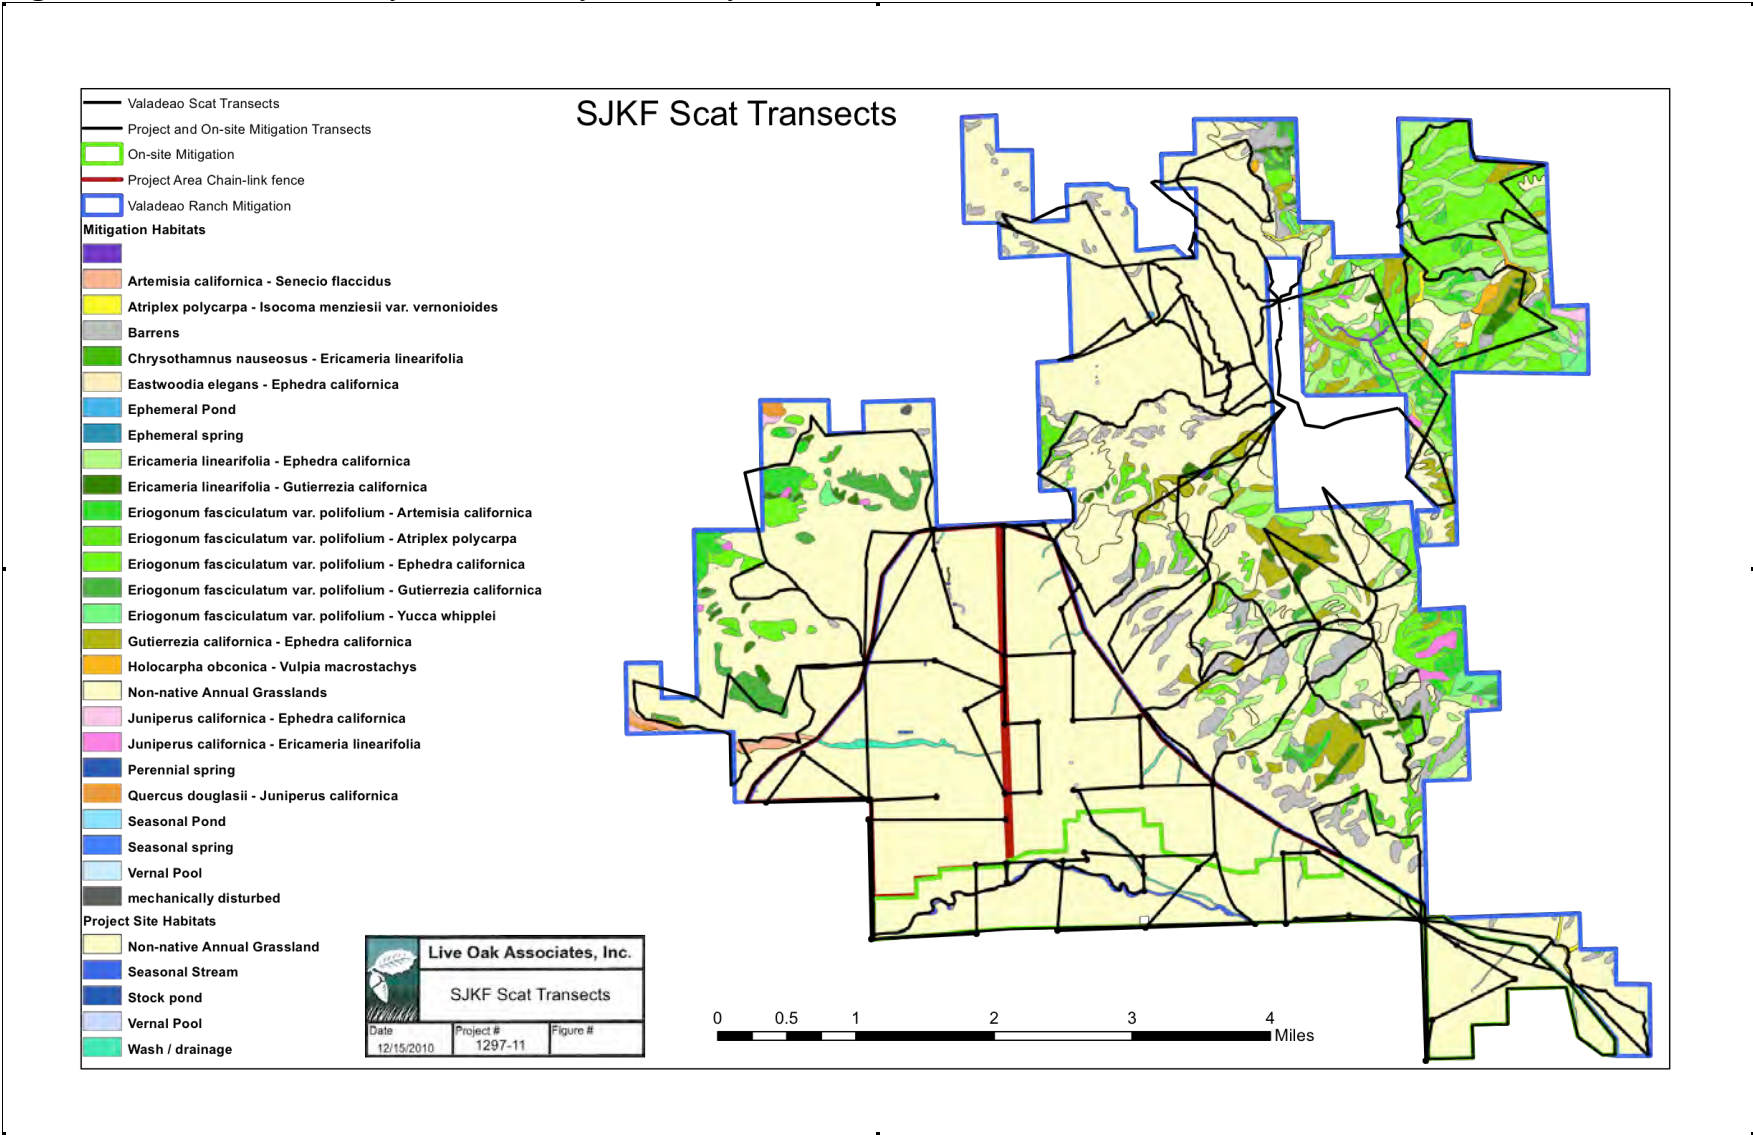 SJKF Scat Transects
Valadeao Scat Transects
Project and On-site Mitigation Transects
On-site Mitigation
Project Area Chain-link fence
Valadeao Ranch Mitigation
Mitigation Habitats
Artemisia californica - Senecio flaccidus
Atriplex polycarpa - Isocoma menziesii var. vernonioides
Barrens
Chrysothamnus nauseosus - Ericameria linearifolia
Eastwoodia elegans - Ephedra californica
Ephemeral Pond
Ephemeral spring
Ericameria linearifolia - Ephedra californica
Ericameria linearifolia - Gutierrezia californica
Eriogonum fasciculatum var. polifolium - Artemisia californica
Eriogonum fasciculatum var. polifolium - Atriplex polycarpa
Eriogonum fasciculatum var. polifolium - Ephedra californica
Eriogonum fasciculatum var. polifolium - Gutierrezia californica
Eriogonum fasciculatum var. polifolium - Yucca whipplei
Gutierrezia californica - Ephedra californica
Holocarpha obconica - Vulpia macrostachys
Non-native Annual Grasslands
Juniperus californica - Ephedra californica
Juniperus californica - Ericameria linearifolia
Perennial spring
Quercus douglasii - Juniperus californica
Seasonal Pond
Seasonal spring
Vernal Pool
mechanically disturbed
Project Site Habitats
Non-native Annual Grassland
Seasonal Stream
Stock pond
Vernal Pool
Wash / drainage
Live Oak Associates, Inc.
SJKF Scat Transects
Date Project # Figure #
12/15/2010 1297-11
0 0.5 1 2 3 4
Miles